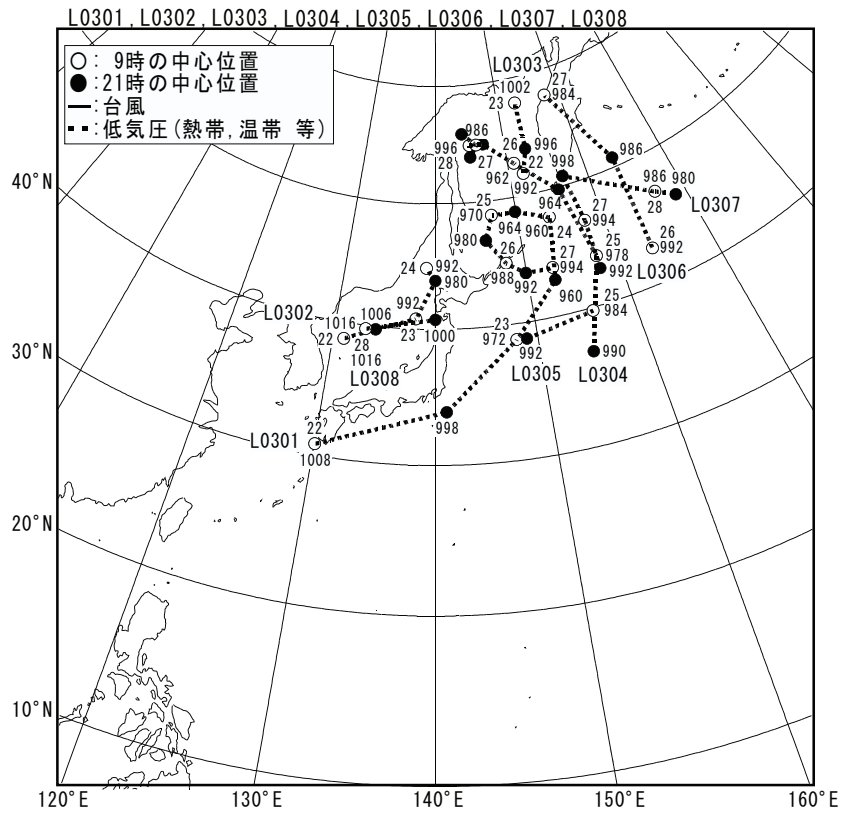 L0301,L0302,L0303,L0304,L0305,L0306,L0307,L0308
○: 9時の中心位置
●:21時の中心位置
━:台風
▪▪▪:低気圧(熱帯,温帯 等)
L0303
1002
23
27
984
986
996
28
27
26
962
996
22
992
998
986
986
980
28
L0307
40°N
25
970
964
964
960
24
27
994
26
992
L0306
980
26
988
992
27
994
960
25
978
992
24
992
980
L0302
1016
1006
992
22
28
1016
23
1000
L0308
23
972
992
L0305
25
984
990
L0304
30°N
L0301
22
1008
998
20°N
10°N
120°E
130°E
140°E
150°E
160°E